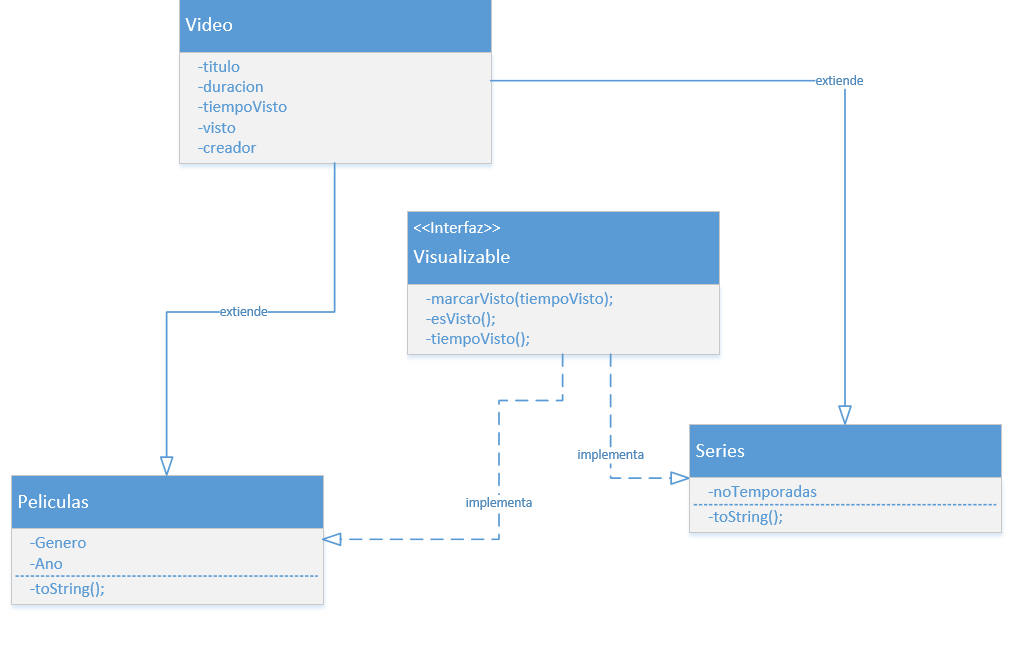 Video
-titulo
-duracion
-tiempoVisto
-visto
-creador
extiende
<<Interfaz>>
Visualizable
-marcarVisto(tiempoVisto);
-esVisto();
-tiempoVisto();
extiende
implementa
implementa
Series
-noTemporadas
-toString();
Peliculas
-Genero
-Ano
-toString();